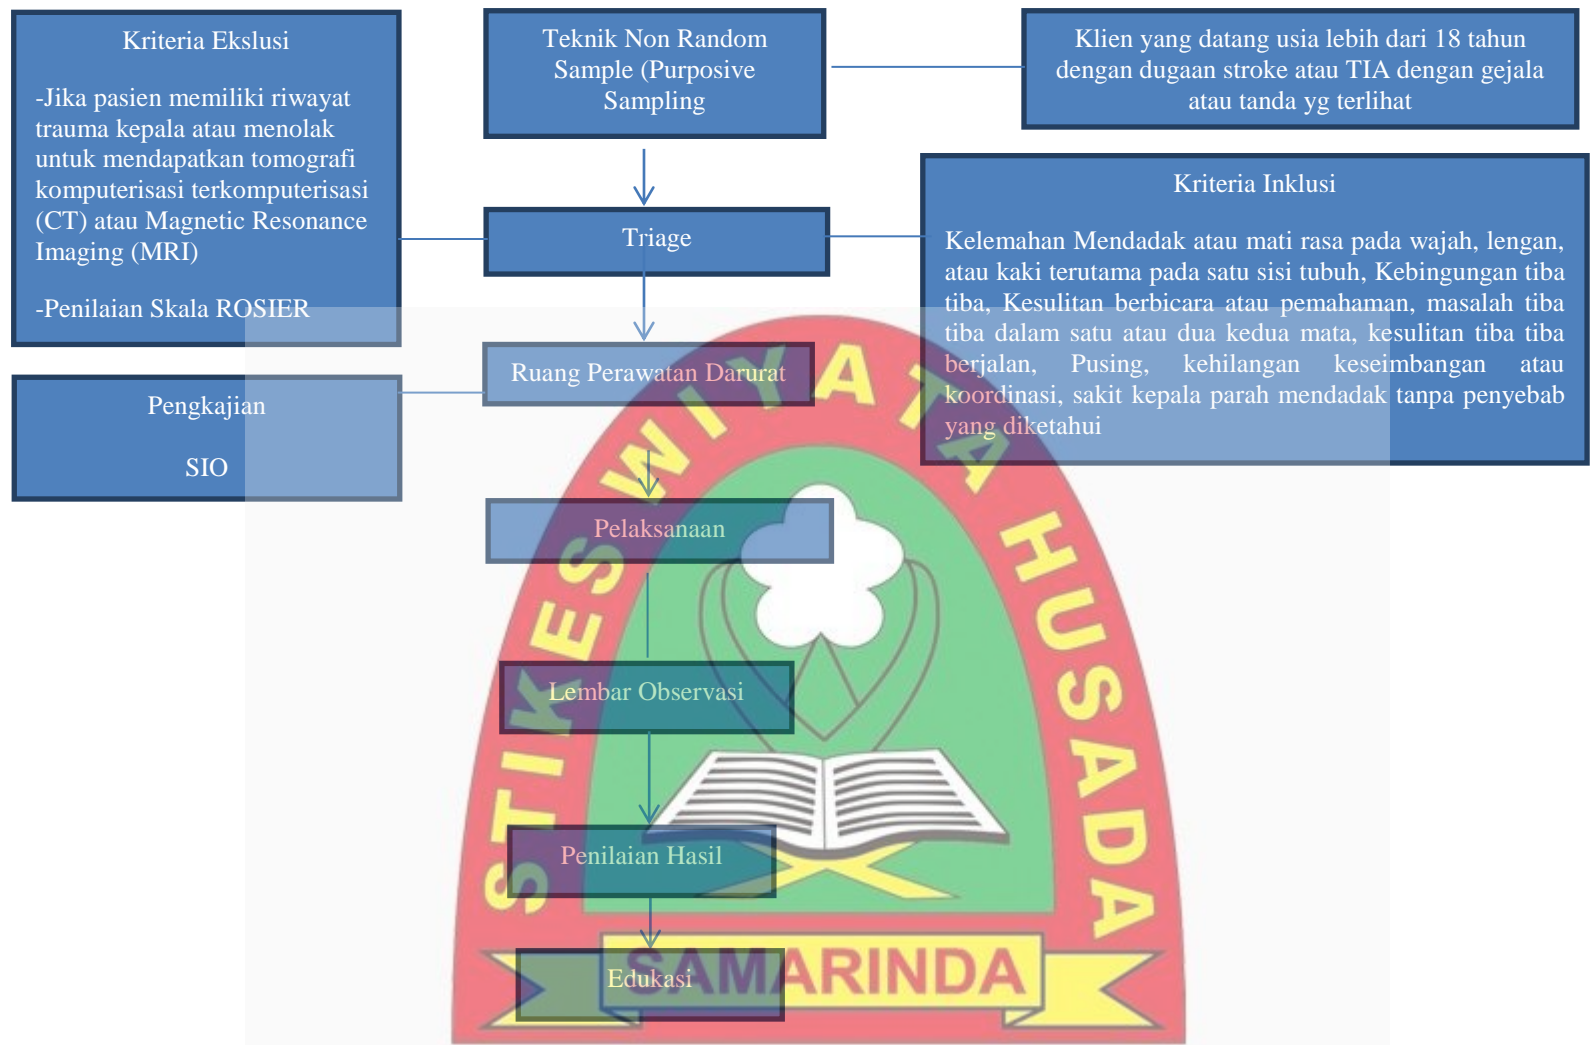 Kriteria Ekslusi
-Jika pasien memiliki riwayat
trauma kepala atau menolak
untuk mendapatkan tomografi
komputerisasi terkomputerisasi
(CT) atau Magnetic Resonance
Imaging (MRI)
-Penilaian Skala ROSIER
Teknik Non Random
Sample (Purposive
Sampling
Klien yang datang usia lebih dari 18 tahun
dengan dugaan stroke atau TIA dengan gejala
atau tanda yg terlihat
Triage
Kriteria Inklusi
Kelemahan Mendadak atau mati rasa pada wajah, lengan,
atau kaki terutama pada satu sisi tubuh, Kebingungan tiba
tiba, Kesulitan berbicara atau pemahaman, masalah tiba
tiba dalam satu atau dua kedua mata, kesulitan tiba tiba
berjalan, Pusing, kehilangan keseimbangan atau
koordinasi, sakit kepala parah mendadak tanpa penyebab
yang diketahui
Ruang Perawatan Darurat
Pengkajian
SIO
Pelaksanaan
Lembar Observasi
Penilaian Hasil
Edukasi
STIKES WIYATA HUSADA
SAMARINDA